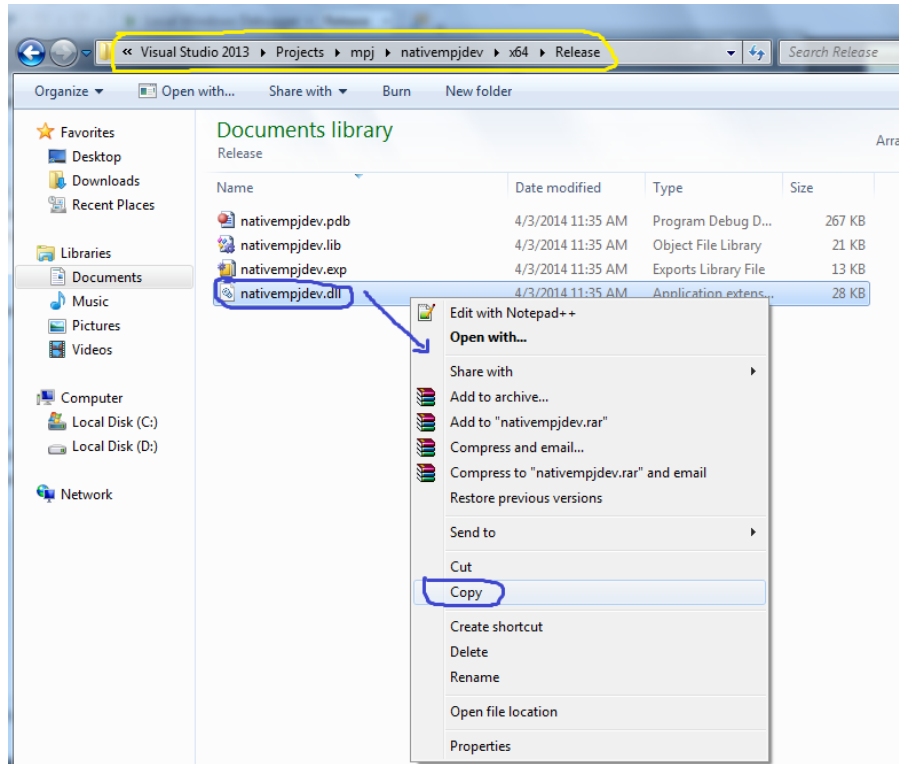 « Visual Studio 2013 ▸ Projects ▸ mpj ▸ nativempjdev ▸ x64 ▸ Release Search Release
Organize Open with... Share with Burn New folder
Favorites
Desktop
Downloads
Recent Places
Libraries
Documents
Music
Pictures
Videos
Computer
Local Disk (C:)
Local Disk (D:)
Network
Documents library
Release
Arra
Name Date modified Type Size
nativempjdev.pdb 4/3/2014 11:35 AM Program Debug D... 267 KB
nativempjdev.lib 4/3/2014 11:35 AM Object File Library 21 KB
nativempjdev.exp 4/3/2014 11:35 AM Exports Library File 13 KB
nativempjdev.dll 4/3/2014 11:35 AM Application extens... 28 KB
Edit with Notepad++
Open with...
Share with
Add to archive...
Add to "nativempjdev.rar"
Compress and email...
Compress to "nativempjdev.rar" and email
Restore previous versions
Send to
Cut
Copy
Create shortcut
Delete
Rename
Open file location
Properties